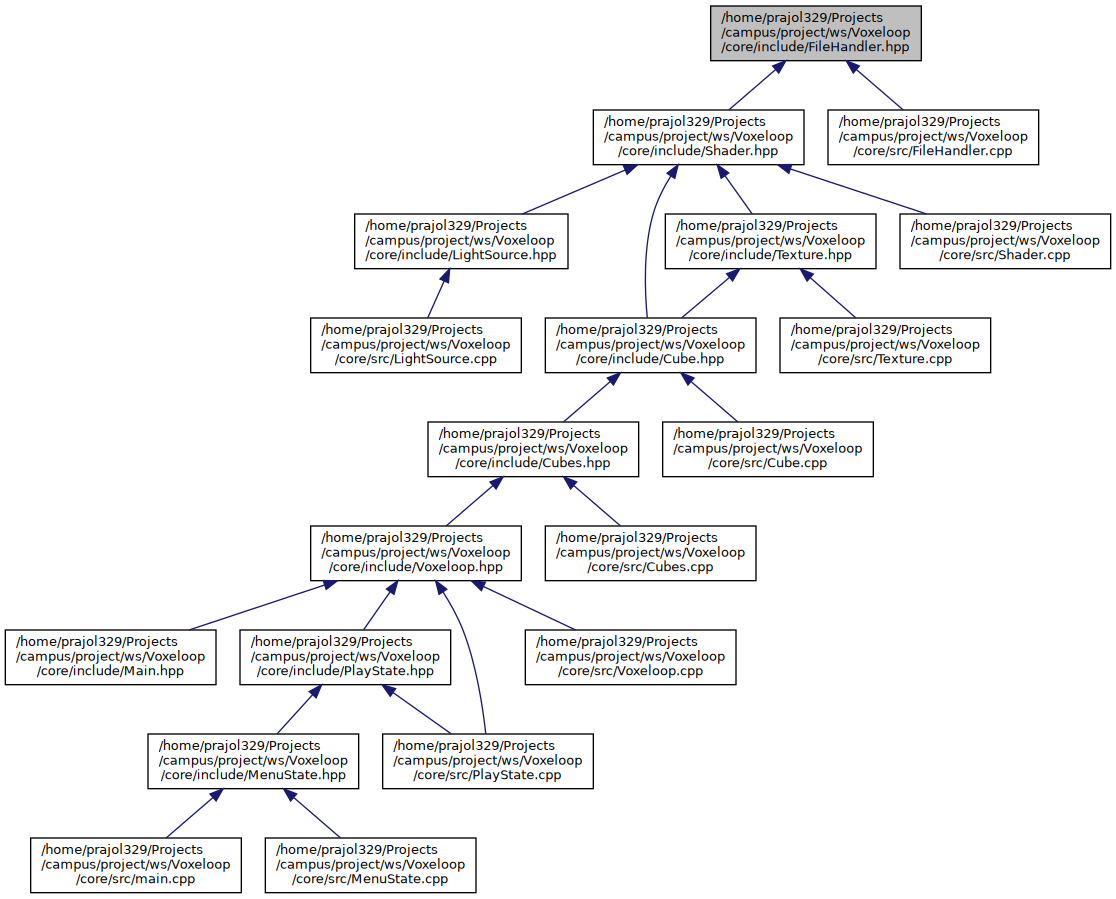 /home/prajol329/Projects
/campus/project/ws/Voxeloop
/core/include/FileHandler.hpp
/home/prajol329/Projects
/campus/project/ws/Voxeloop
/core/include/Shader.hpp
/home/prajol329/Projects
/campus/project/ws/Voxeloop
/core/src/FileHandler.cpp
/home/prajol329/Projects
/campus/project/ws/Voxeloop
/core/include/LightSource.hpp
/home/prajol329/Projects
/campus/project/ws/Voxeloop
/core/include/Texture.hpp
/home/prajol329/Projects
/campus/project/ws/Voxeloop
/core/src/Shader.cpp
/home/prajol329/Projects
/campus/project/ws/Voxeloop
/core/src/LightSource.cpp
/home/prajol329/Projects
/campus/project/ws/Voxeloop
/core/include/Cube.hpp
/home/prajol329/Projects
/campus/project/ws/Voxeloop
/core/src/Texture.cpp
/home/prajol329/Projects
/campus/project/ws/Voxeloop
/core/include/Cubes.hpp
/home/prajol329/Projects
/campus/project/ws/Voxeloop
/core/src/Cube.cpp
/home/prajol329/Projects
/campus/project/ws/Voxeloop
/core/include/Voxeloop.hpp
/home/prajol329/Projects
/campus/project/ws/Voxeloop
/core/src/Cubes.cpp
/home/prajol329/Projects
/campus/project/ws/Voxeloop
/core/include/Main.hpp
/home/prajol329/Projects
/campus/project/ws/Voxeloop
/core/include/PlayState.hpp
/home/prajol329/Projects
/campus/project/ws/Voxeloop
/core/src/Voxeloop.cpp
/home/prajol329/Projects
/campus/project/ws/Voxeloop
/core/include/MenuState.hpp
/home/prajol329/Projects
/campus/project/ws/Voxeloop
/core/src/PlayState.cpp
/home/prajol329/Projects
/campus/project/ws/Voxeloop
/core/src/main.cpp
/home/prajol329/Projects
/campus/project/ws/Voxeloop
/core/src/MenuState.cpp